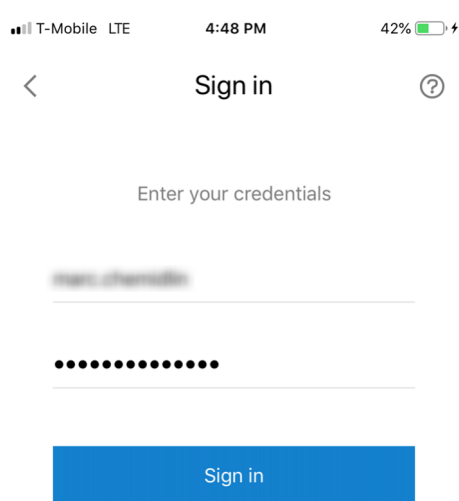 T-Mobile LTE 4:48 PM 42%
Sign in
Enter your credentials
••••••••••••••
Sign in